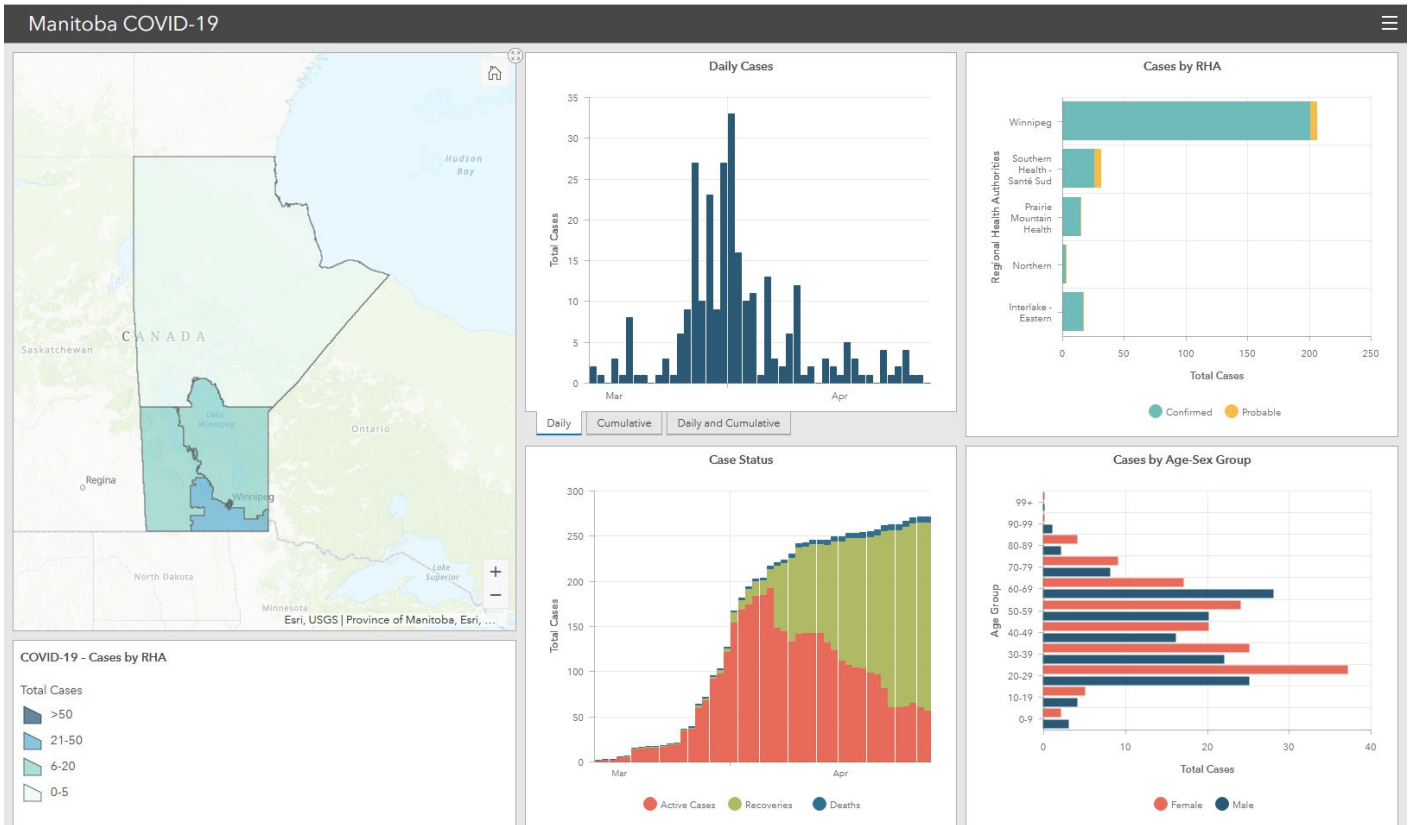 Manitoba COVID-19
Hudson
Bay
CANADA
Saskatchewan
Lake
Winnipeg
Ontario
Regina
Winnipeg
North Dakota
Lake
Superior
Minnesota
+
−
Esri, USGS | Province of Manitoba, Esri, ...
COVID-19 - Cases by RHA
Total Cases
>50
21-50
6-20
0-5
Daily Cases
Total Cases
35
30
25
20
15
10
5
0
Mar
Apr
Daily
Cumulative
Daily and Cumulative
Case Status
Total Cases
300
250
200
150
100
50
0
Mar
Apr
Active Cases
Recoveries
Deaths
Cases by RHA
Regional Health Authorities
Winnipeg
Southern
Health -
Santé Sud
Prairie
Mountain
Health
Northern
Interlake -
Eastern
0 50 100 150 200 250
Total Cases
Confirmed
Probable
Cases by Age-Sex Group
Age Group
99+
90-99
80-89
70-79
60-69
50-59
40-49
30-39
20-29
10-19
0-9
0 10 20 30 40
Total Cases
Female
Male